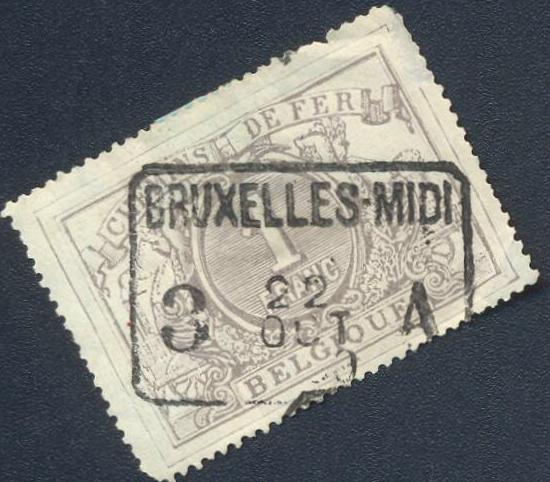 DE FER
BRUXELLES-MIDI
1
3 22 A
OCT
BELGIQUE